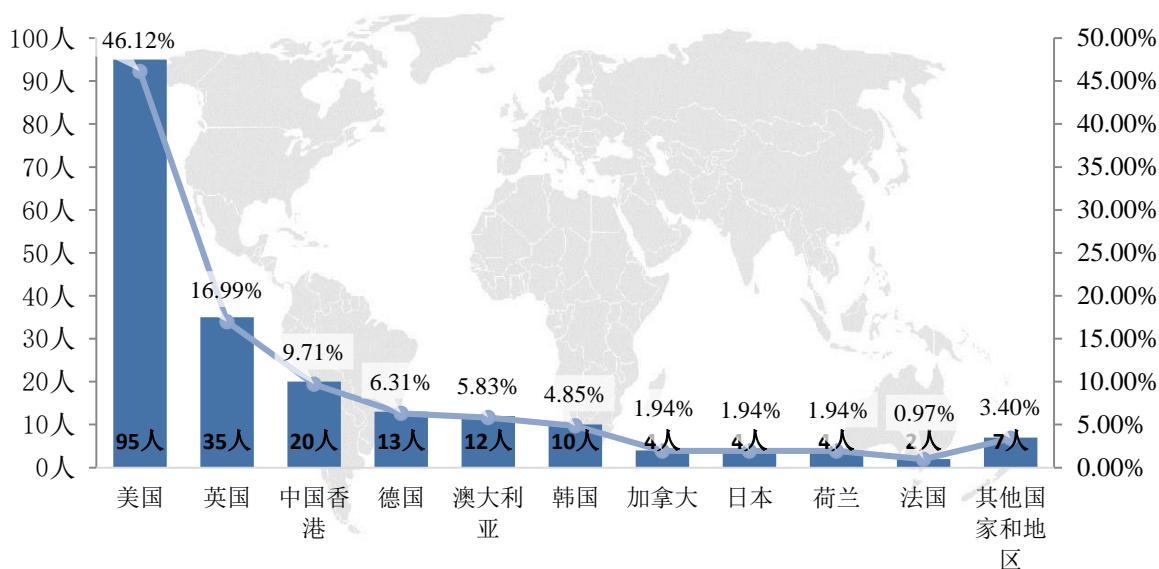 100人
90人
80人
70人
60人
50人
40人
30人
20人
10人
0人
46.12%
16.99%
9.71%
6.31%
5.83%
4.85%
1.94%
1.94%
1.94%
0.97%
3.40%
95人
35人
20人
13人
12人
10人
4人
4人
4人
2人
7人
50.00%
45.00%
40.00%
35.00%
30.00%
25.00%
20.00%
15.00%
10.00%
5.00%
0.00%
美国
英国
中国香
港
德国
澳大利
亚
韩国
加拿大
日本
荷兰
法国
其他国
家和地
区